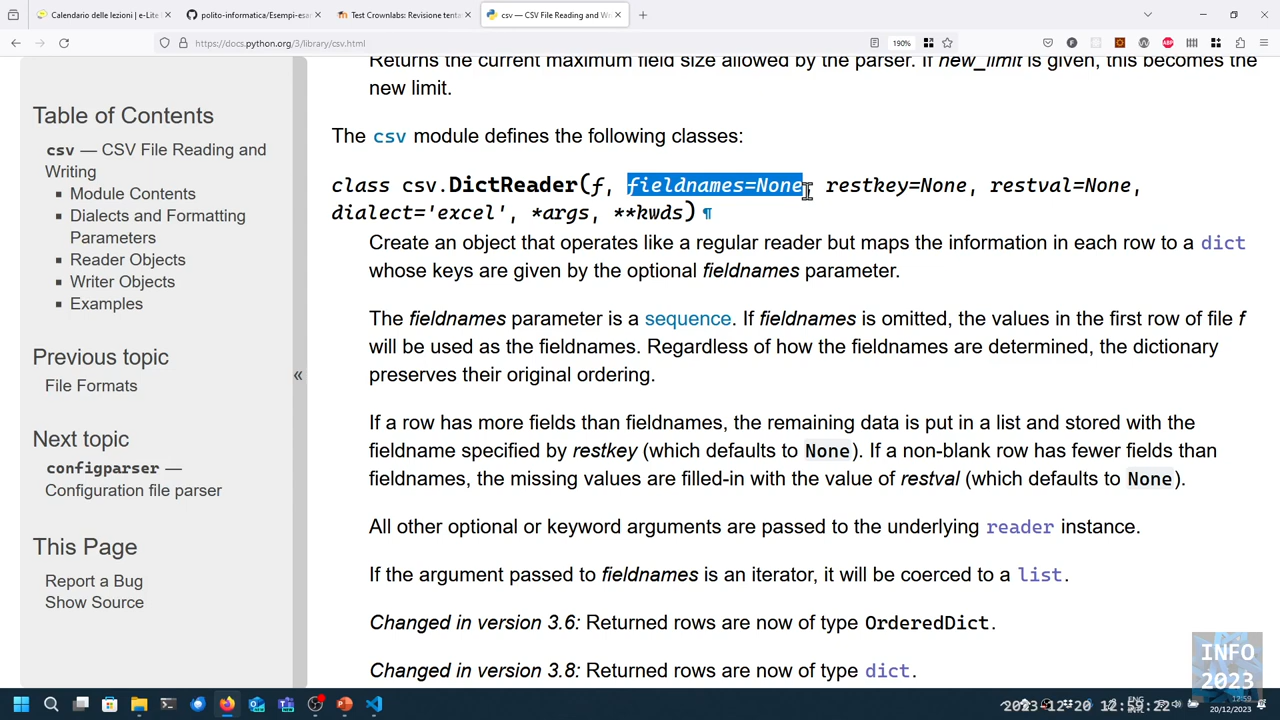 Calendario delle lezioni | e-Lite
polito-informatica/Esempi-esa
Test Crownlabs: Revisione tenta
csv — CSV File Reading and Wri
https://docs.python.org/3/library/csv.html
190%
Table of Contents
csv — CSV File Reading and
Writing
Module Contents
Dialects and Formatting
Parameters
Reader Objects
Writer Objects
Examples
Previous topic
File Formats
Next topic
configparser —
Configuration file parser
This Page
Report a Bug
Show Source
«
Returns the current maximum field size allowed by the parser. If new_limit is given, this becomes the
new limit.
The csv module defines the following classes:
class csv.DictReader(f, fieldnames=None, restkey=None, restval=None,
dialect='excel', *args, **kwds) ¶
Create an object that operates like a regular reader but maps the information in each row to a dict
whose keys are given by the optional fieldnames parameter.
The fieldnames parameter is a sequence. If fieldnames is omitted, the values in the first row of file f
will be used as the fieldnames. Regardless of how the fieldnames are determined, the dictionary
preserves their original ordering.
If a row has more fields than fieldnames, the remaining data is put in a list and stored with the
fieldname specified by restkey (which defaults to None). If a non-blank row has fewer fields than
fieldnames, the missing values are filled-in with the value of restval (which defaults to None).
All other optional or keyword arguments are passed to the underlying reader instance.
If the argument passed to fieldnames is an iterator, it will be coerced to a list.
Changed in version 3.6: Returned rows are now of type OrderedDict.
Changed in version 3.8: Returned rows are now of type dict.
INFO
2023
ENG
2023-12-20 12:59:22
12:59
20/12/2023